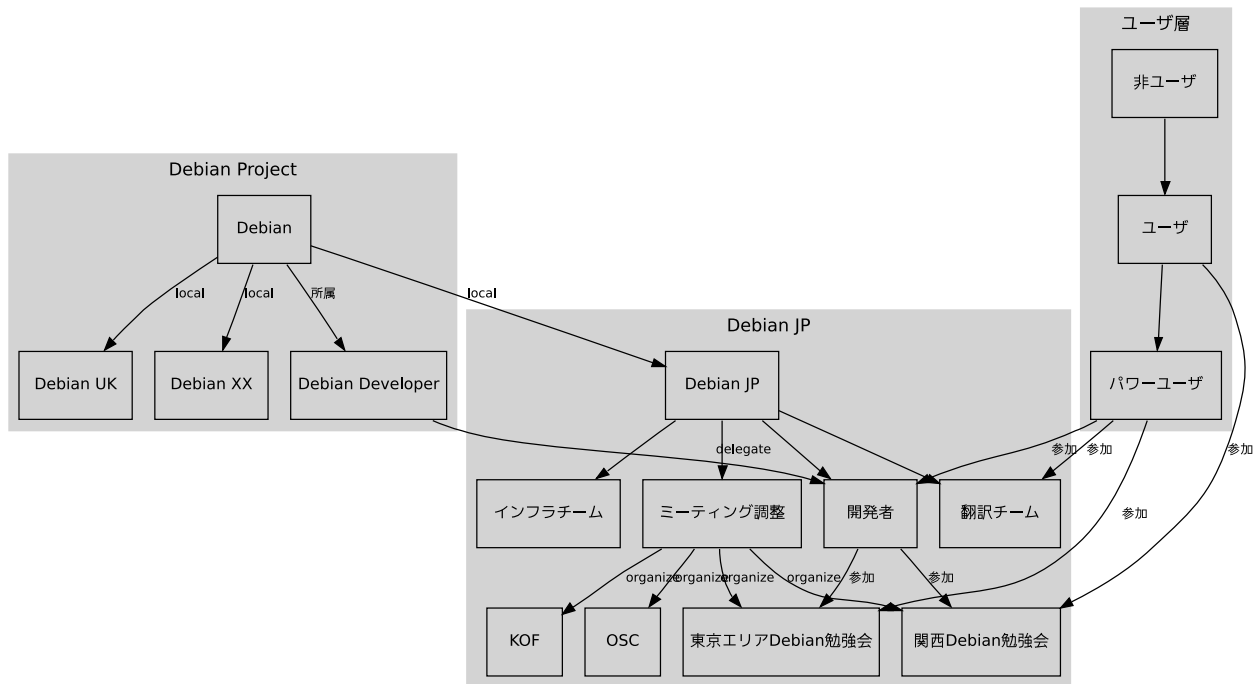 ユーザ層
非ユーザ
Debian Project
Debian
ユーザ
local
local
所属
local
Debian JP
Debian UK
Debian XX
Debian Developer
Debian JP
パワーユーザ
delegate
参加
参加
参加
インフラチーム
ミーティング調整
開発者
翻訳チーム
参加
organize
organize
organize
organize
参加
参加
KOF
OSC
東京エリアDebian勉強会
関西Debian勉強会